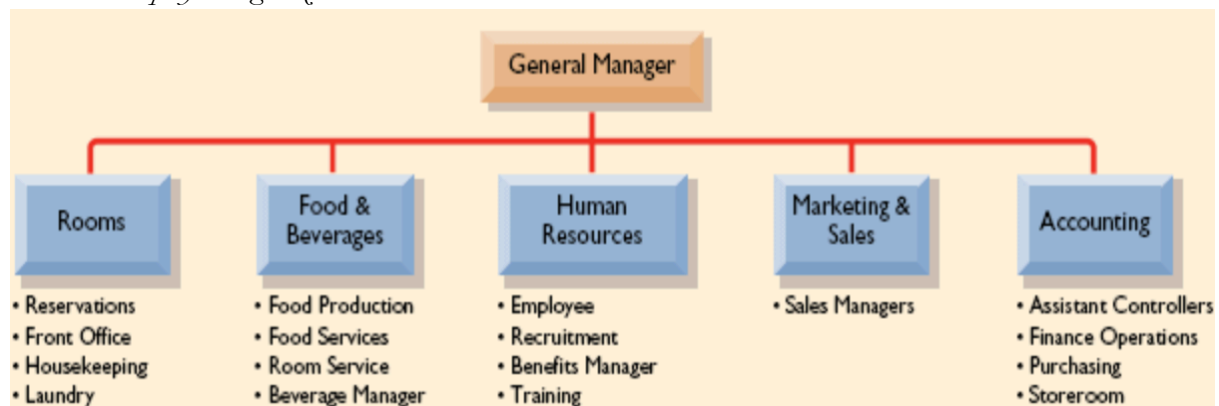 General Manager
Rooms
Food &
Beverages
Human
Resources
Marketing &
Sales
Accounting
• Reservations
• Front Office
• Housekeeping
• Laundry
• Food Production
• Food Services
• Room Service
• Beverage Manager
• Employee
• Recruitment
• Benefits Manager
• Training
• Sales Managers
• Assistant Controllers
• Finance Operations
• Purchasing
• Storeroom